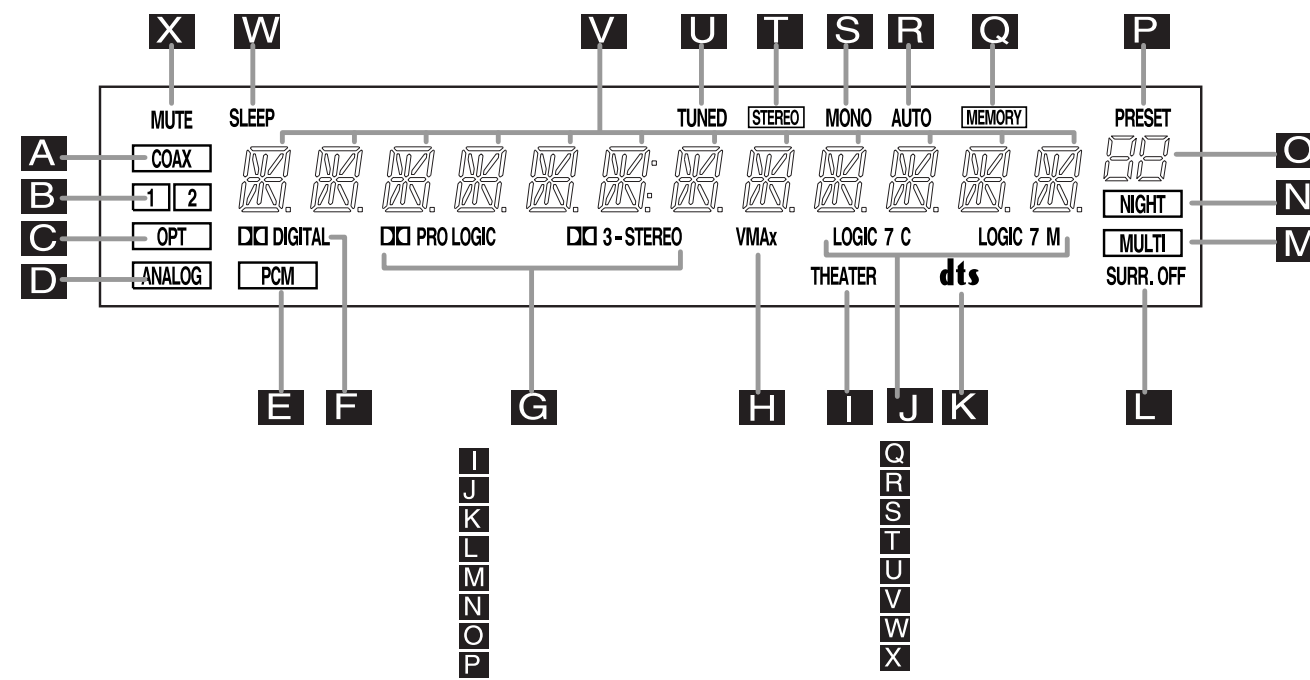 X W V U T S R Q P
MUTE SLEEP TUNED STEREO MONO AUTO MEMORY PRESET
A COAX O
B 1 2 NIGHT N
C OPT DIGITAL PRO LOGIC 3-STEREO VMAx LOGIC 7 C LOGIC 7 M MULTI M
D ANALOG PCM THEATER dts SURR. OFF
E F G H I J K L
I Q
J R
K S
L T
M U
N V
O W
P X